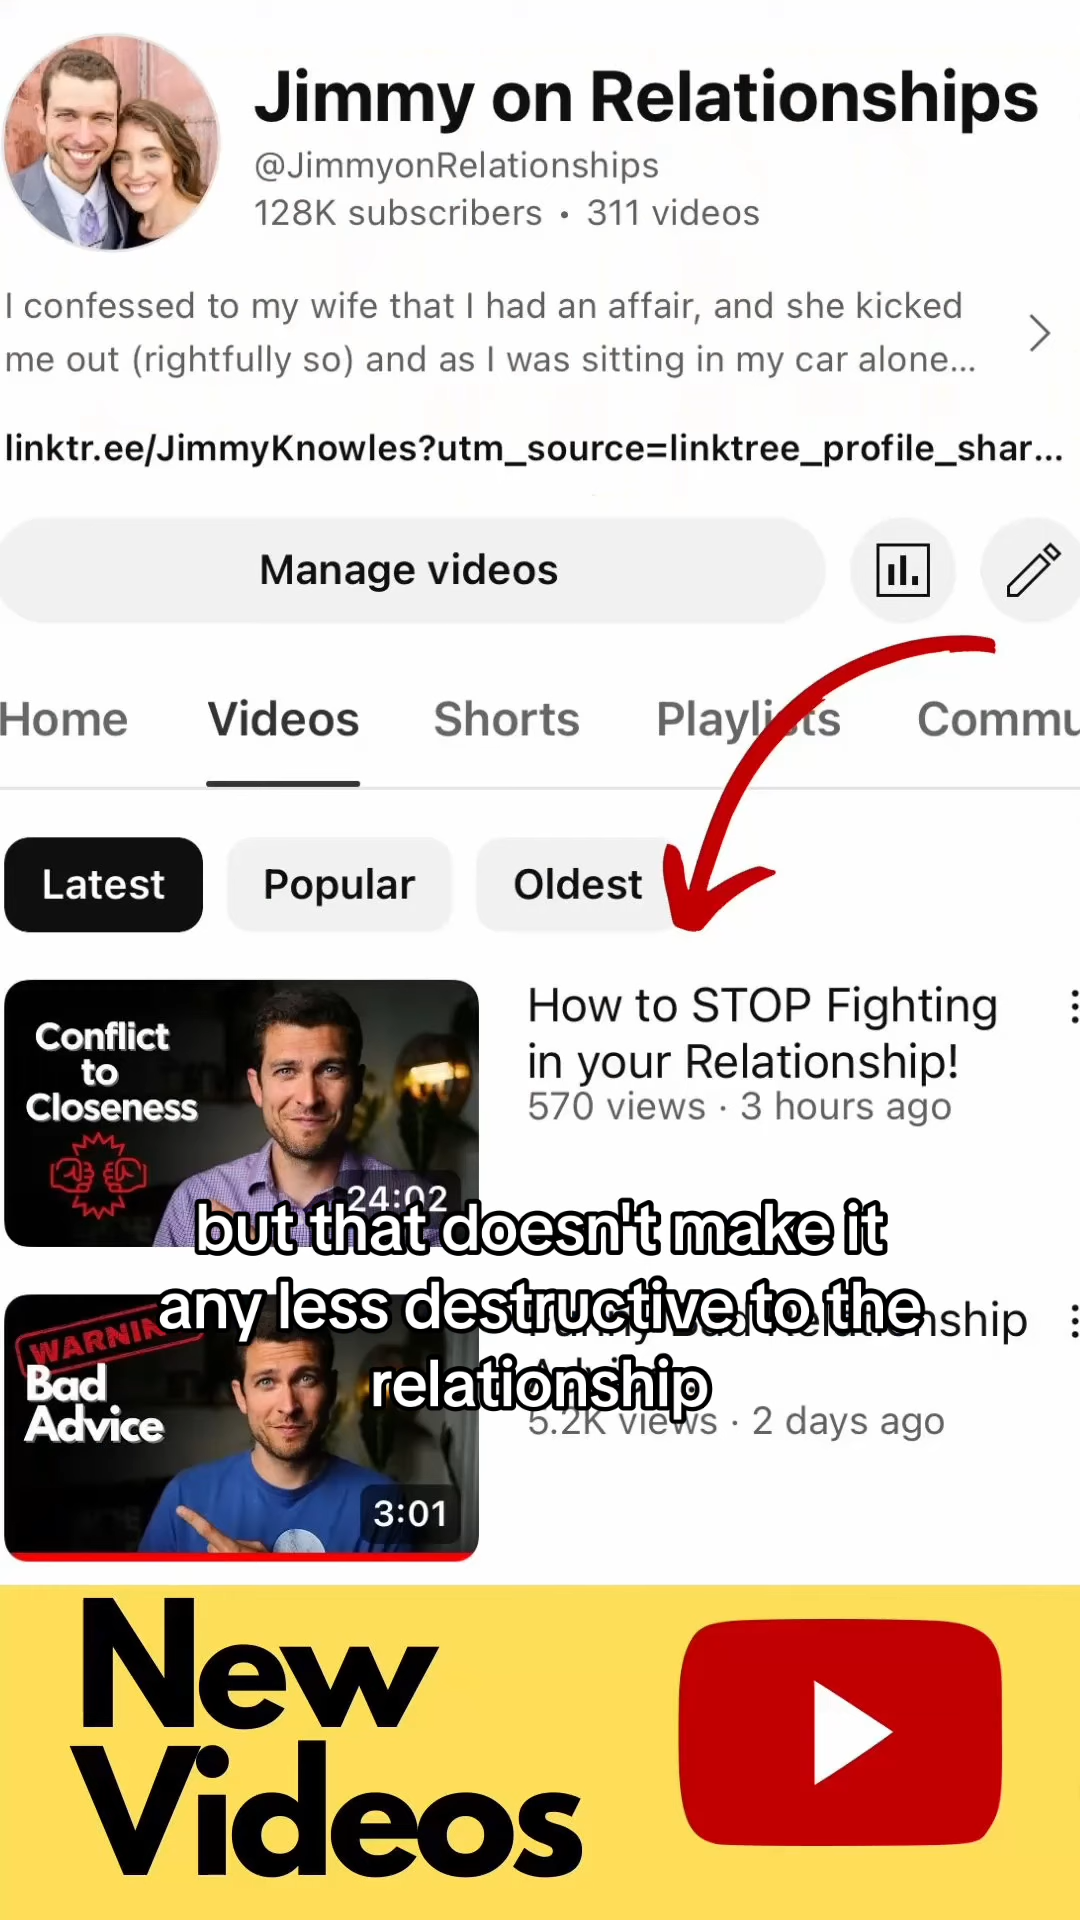 Jimmy on Relationships
@JimmyonRelationships
128K subscribers • 311 videos
I confessed to my wife that I had an affair, and she kicked
me out (rightfully so) and as I was sitting in my car alone...
linktr.ee/JimmyKnowles?utm_source=linktree_profile_shar...
Manage videos
Home Videos Shorts Playlists Commu
Latest Popular Oldest
Conflict
to
Closeness
24:02
How to STOP Fighting
in your Relationship!
570 views · 3 hours ago
but that doesn't make it
any less destructive to the
relationship
WARNIN
Bad
Advice
3:01
5.2K views · 2 days ago
New
Videos